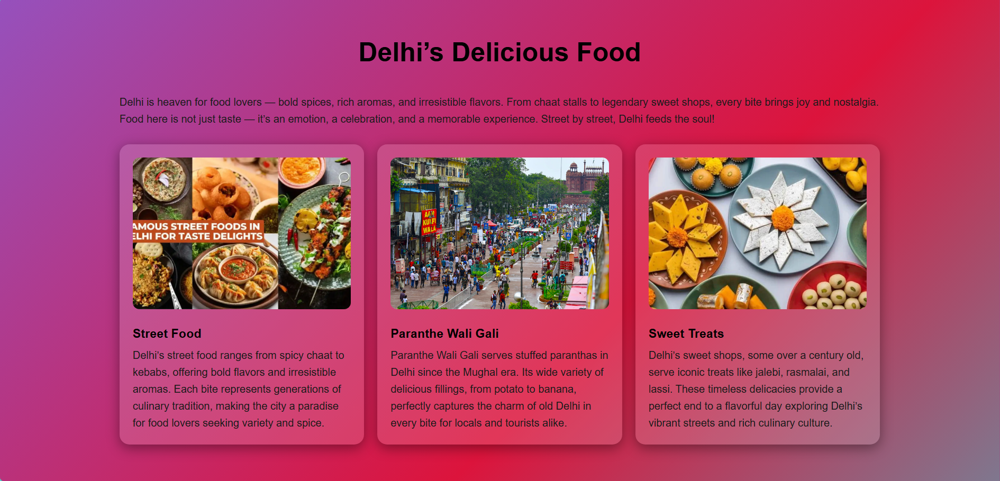 Delhi’s Delicious Food
Delhi is heaven for food lovers — bold spices, rich aromas, and irresistible flavors. From chaat stalls to legendary sweet shops, every bite brings joy and nostalgia.
Food here is not just taste — it’s an emotion, a celebration, and a memorable experience. Street by street, Delhi feeds the soul!
AMOUS STREET FOODS IN
ELHI FOR TASTE DELIGHTS
KULFI
WALA
Street Food
Delhi’s street food ranges from spicy chaat to
kebabs, offering bold flavors and irresistible
aromas. Each bite represents generations of
culinary tradition, making the city a paradise
for food lovers seeking variety and spice.
Paranthe Wali Gali
Paranthe Wali Gali serves stuffed paranthas in
Delhi since the Mughal era. Its wide variety of
delicious fillings, from potato to banana,
perfectly captures the charm of old Delhi in
every bite for locals and tourists alike.
Sweet Treats
Delhi’s sweet shops, some over a century old,
serve iconic treats like jalebi, rasmalai, and
lassi. These timeless delicacies provide a
perfect end to a flavorful day exploring Delhi’s
vibrant streets and rich culinary culture.